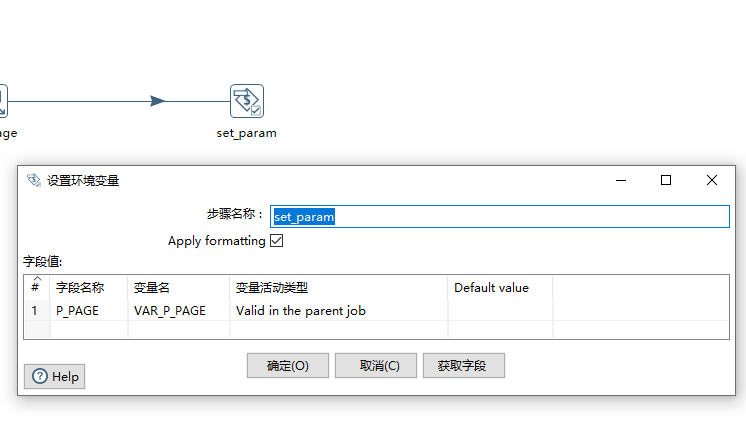 age
set_param
设置环境变量
步骤名称：
set_param
Apply formatting
字段值:
# 字段名称 变量名 变量活动类型 Default value
1 P_PAGE VAR_P_PAGE Valid in the parent job
Help 确定(O) 取消(C) 获取字段